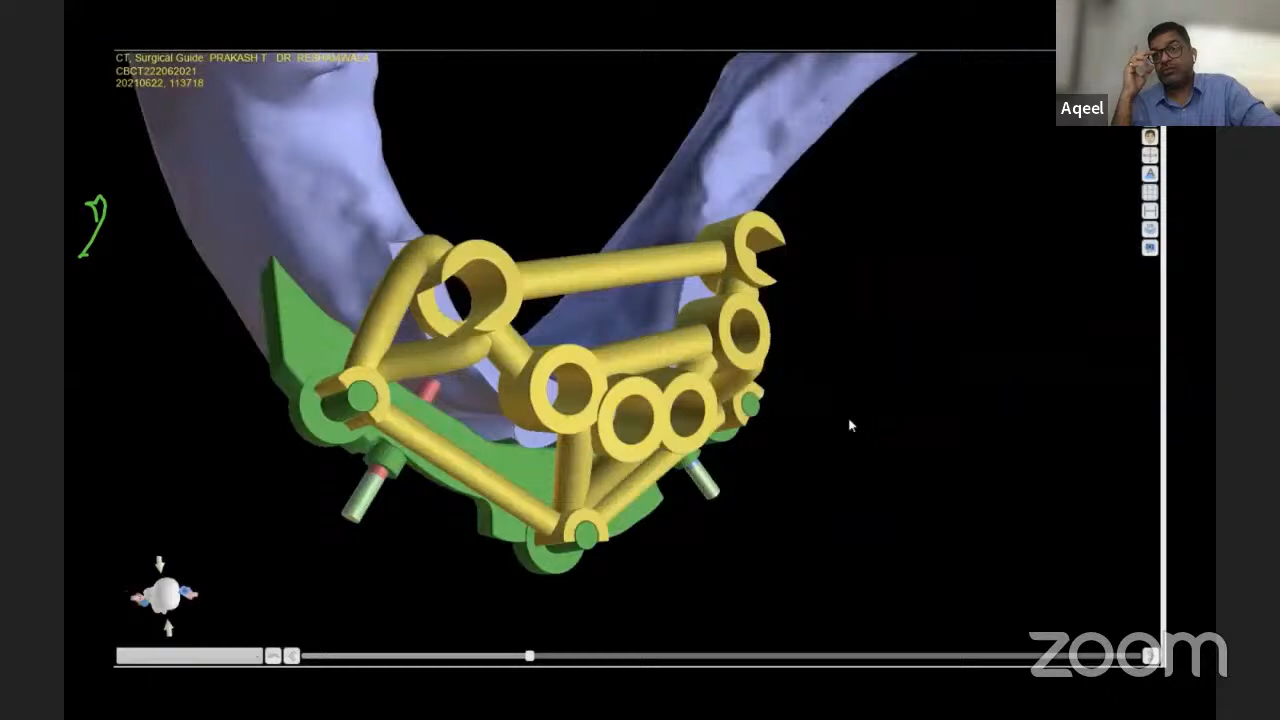 CT, Surgical Guide: PRAKASH T DR RESHAMWALA
CBCT222062021
20210622, 113718
Aqeel
zoom